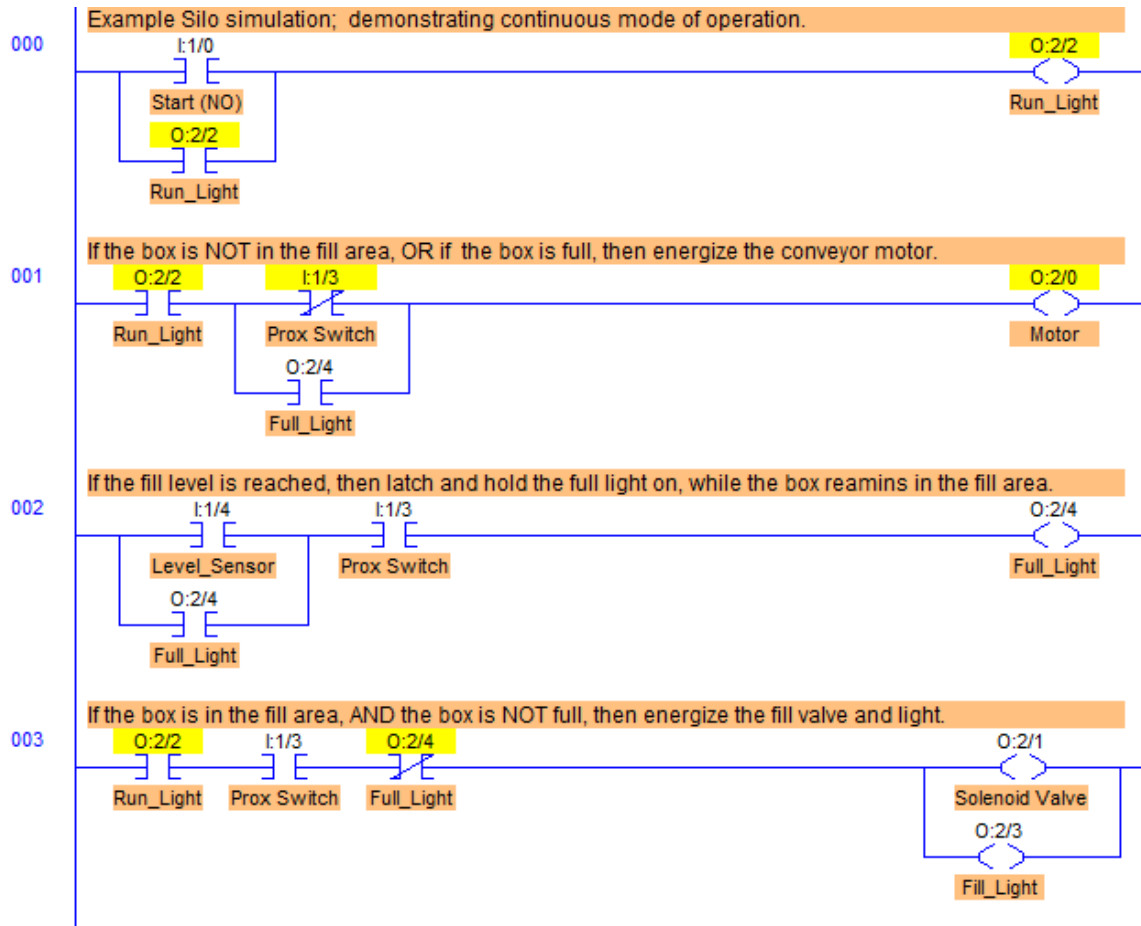 Example Silo simulation; demonstrating continuous mode of operation.
000
I:1/0
O:2/2
Start (NO)
Run_Light
O:2/2
Run_Light
If the box is NOT in the fill area, OR if the box is full, then energize the conveyor motor.
001
O:2/2
I:1/3
O:2/0
Run_Light
Prox Switch
Motor
O:2/4
Full_Light
If the fill level is reached, then latch and hold the full light on, while the box reamins in the fill area.
002
I:1/4
I:1/3
O:2/4
Level_Sensor
Prox Switch
Full_Light
O:2/4
Full_Light
If the box is in the fill area, AND the box is NOT full, then energize the fill valve and light.
003
O:2/2
I:1/3
O:2/4
O:2/1
Run_Light
Prox Switch
Full_Light
Solenoid Valve
O:2/3
Fill_Light